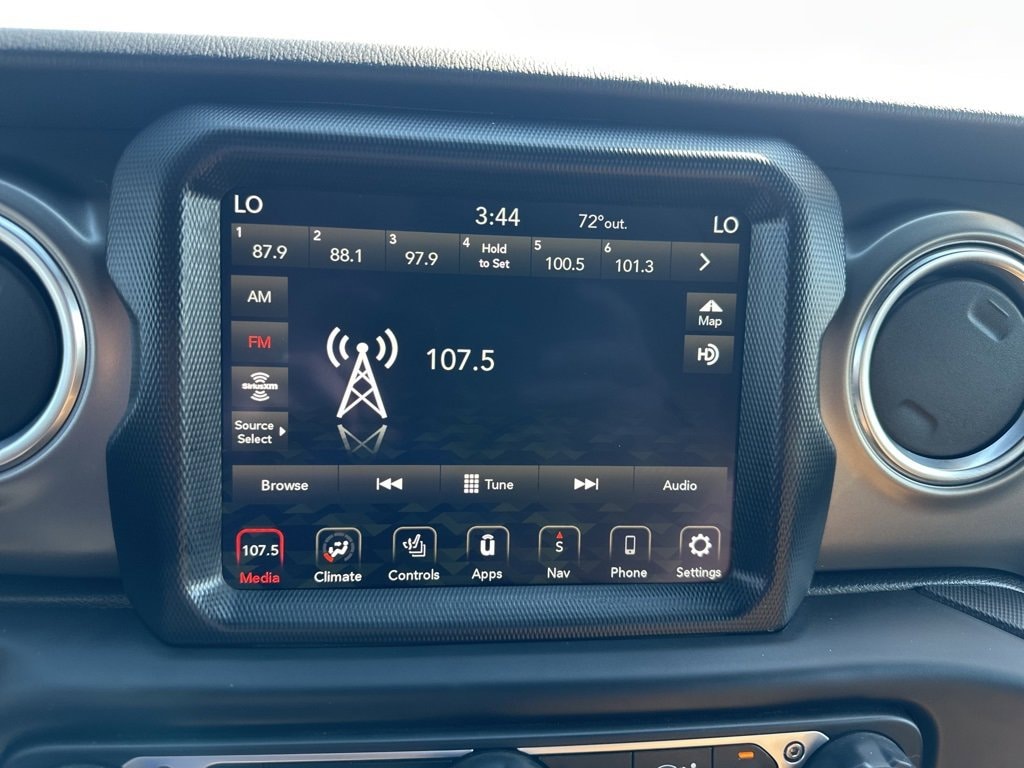 LO 3:44 72°out. LO
1 87.9 2 88.1 3 97.9 4 Hold to Set 5 100.5 6 101.3
AM
FM
SiriusXM
Source
Select
107.5
Map
HD
Browse Tune Audio
107.5 S
Media Climate Controls Apps Nav Phone Settings